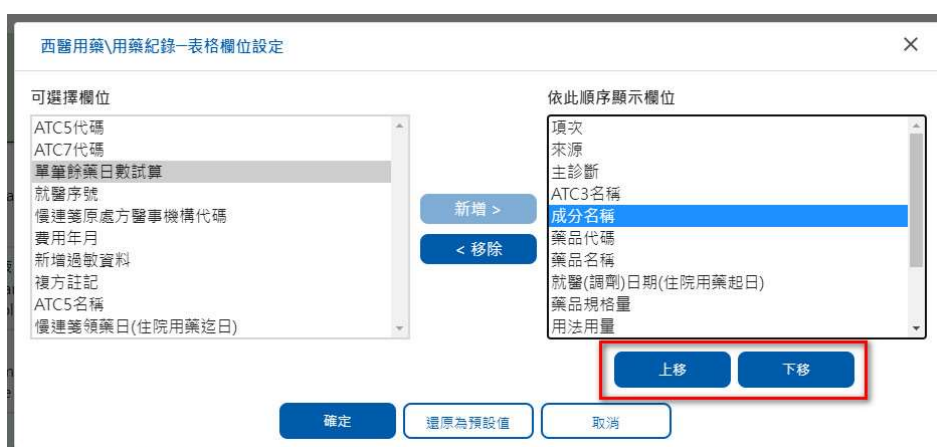 西醫用藥\用藥紀錄─表格欄位設定
可選擇欄位
ATC5代碼
ATC7代碼
單筆餘藥日數試算
就醫序號
慢連箋原處方醫事機構代碼
費用年月
新增過敏資料
複方註記
ATC5名稱
慢連箋領藥日(住院用藥迄日)
新增 >
< 移除
依此順序顯示欄位
項次
來源
主診斷
ATC3名稱
成分名稱
藥品代碼
藥品名稱
就醫(調劑)日期(住院用藥起日)
藥品規格量
用法用量
上移
下移
確定
還原為預設值
取消